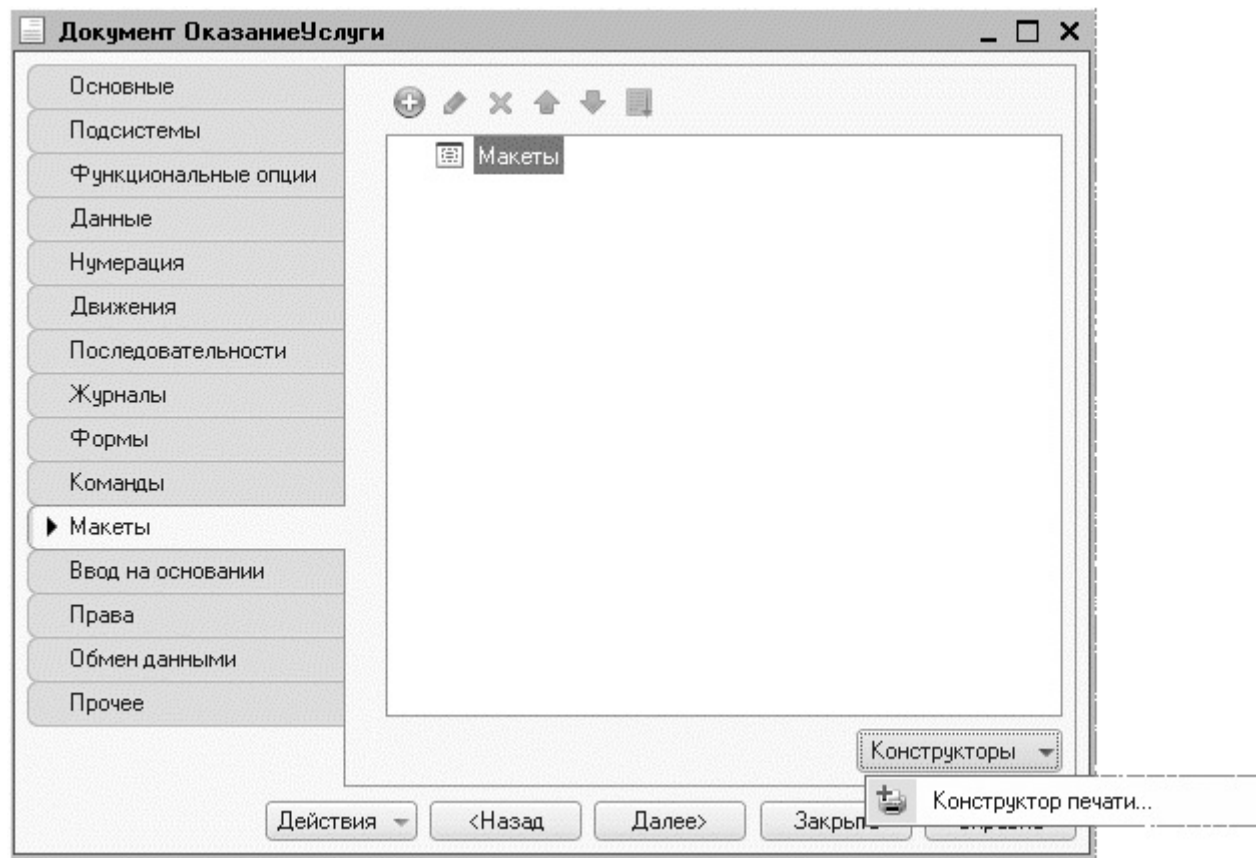 Документ ОказаниеУслуги
Основные
Подсистемы
Функциональные опции
Данные
Нумерация
Движения
Последовательности
Журналы
Формы
Команды
Макеты
Ввод на основании
Права
Обмен данными
Прочее
Макеты
Конструкторы
Конструктор печати...
Действия
<Назад
Далее>